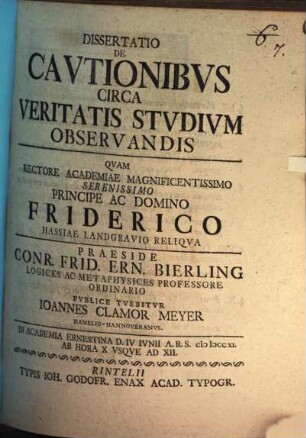 6
7.
DISSERTATIO
DE
CAVTIONIBVS
CIRCA
VERITATIS STVDIVM
OBSERVANDIS
QVAM
RECTORE ACADEMIAE MAGNIFICENTISSIMO
SERENISSIMO
PRINCIPE AC DOMINO
FRIDERICO
HASSIAE LANDGRAVIO RELIQVA
PRAESIDE
CONR. FRID. ERN. BIERLING
LOGICES AC METAPHYSICES PROFESSORE
ORDINARIO
PVBLICE TVEBITVR
IOANNES CLAMOR MEYER
HAMELIO-HANNOVERANVS.
IN ACADEMIA ERNESTINA D. IV IVNII A. R. S. cIɔ Iɔcc XL
AB HORA X VSQVE AD XII.
RINTELII
TYPIS IOH. GODOFR. ENAX ACAD. TYPOGR.